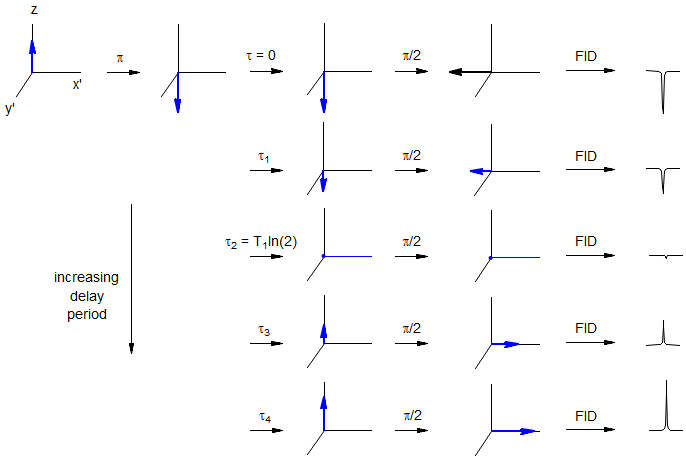 z
x'
y'
π
τ = 0
π/2
FID
τ₁
π/2
FID
τ₂ = T₁ln(2)
π/2
FID
increasing
delay
period
τ₃
π/2
FID
τ₄
π/2
FID